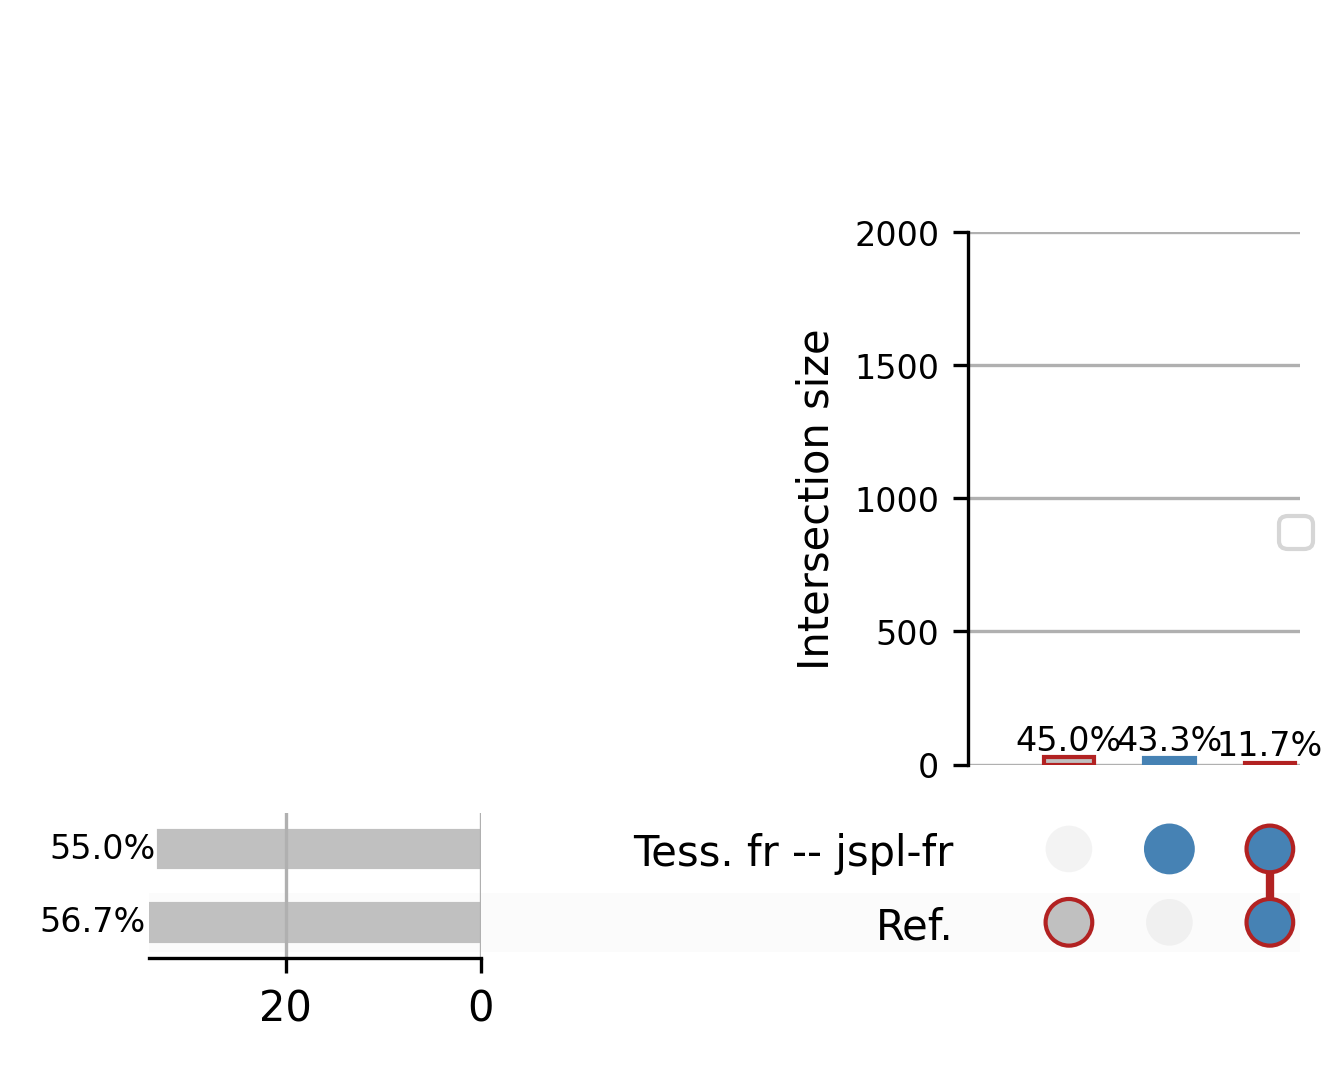 2000
1500
1000
500
0
Intersection size
45.0% 43.3% 11.7%
55.0%
Tess. fr -- jspl-fr
56.7%
Ref.
20 0